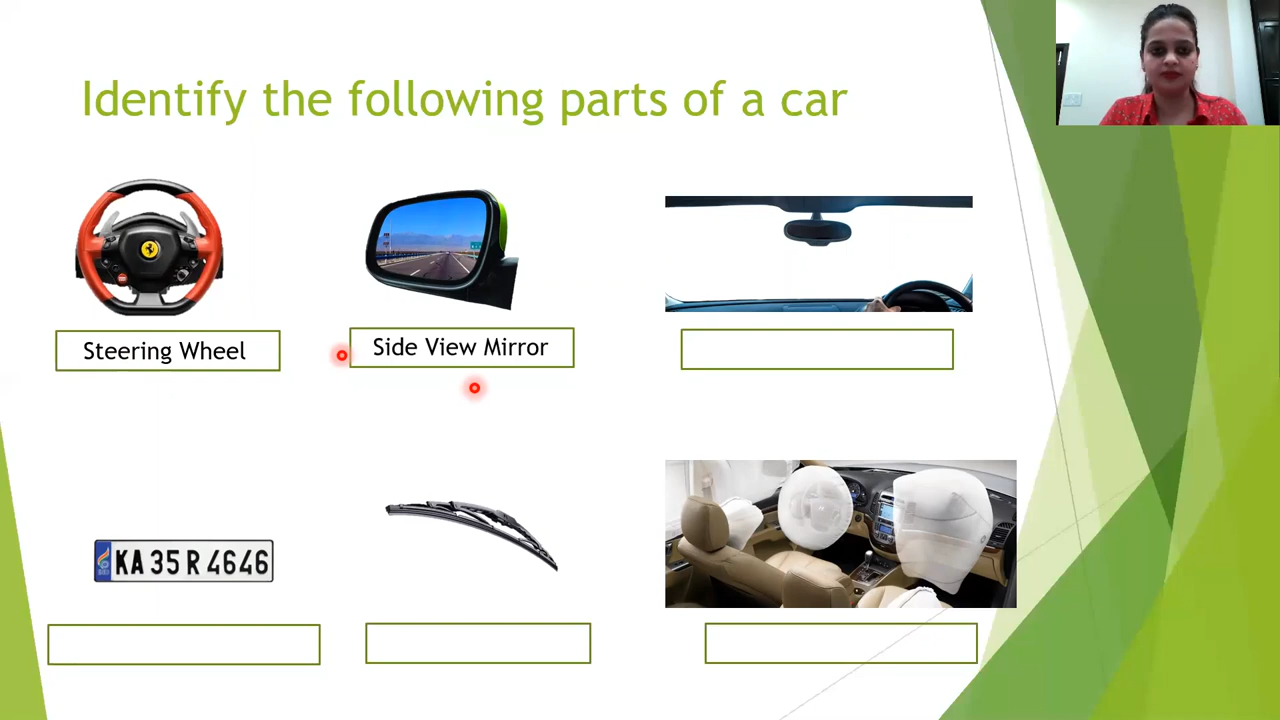 Identify the following parts of a car
Steering Wheel
Side View Mirror
KA 35 R 4646